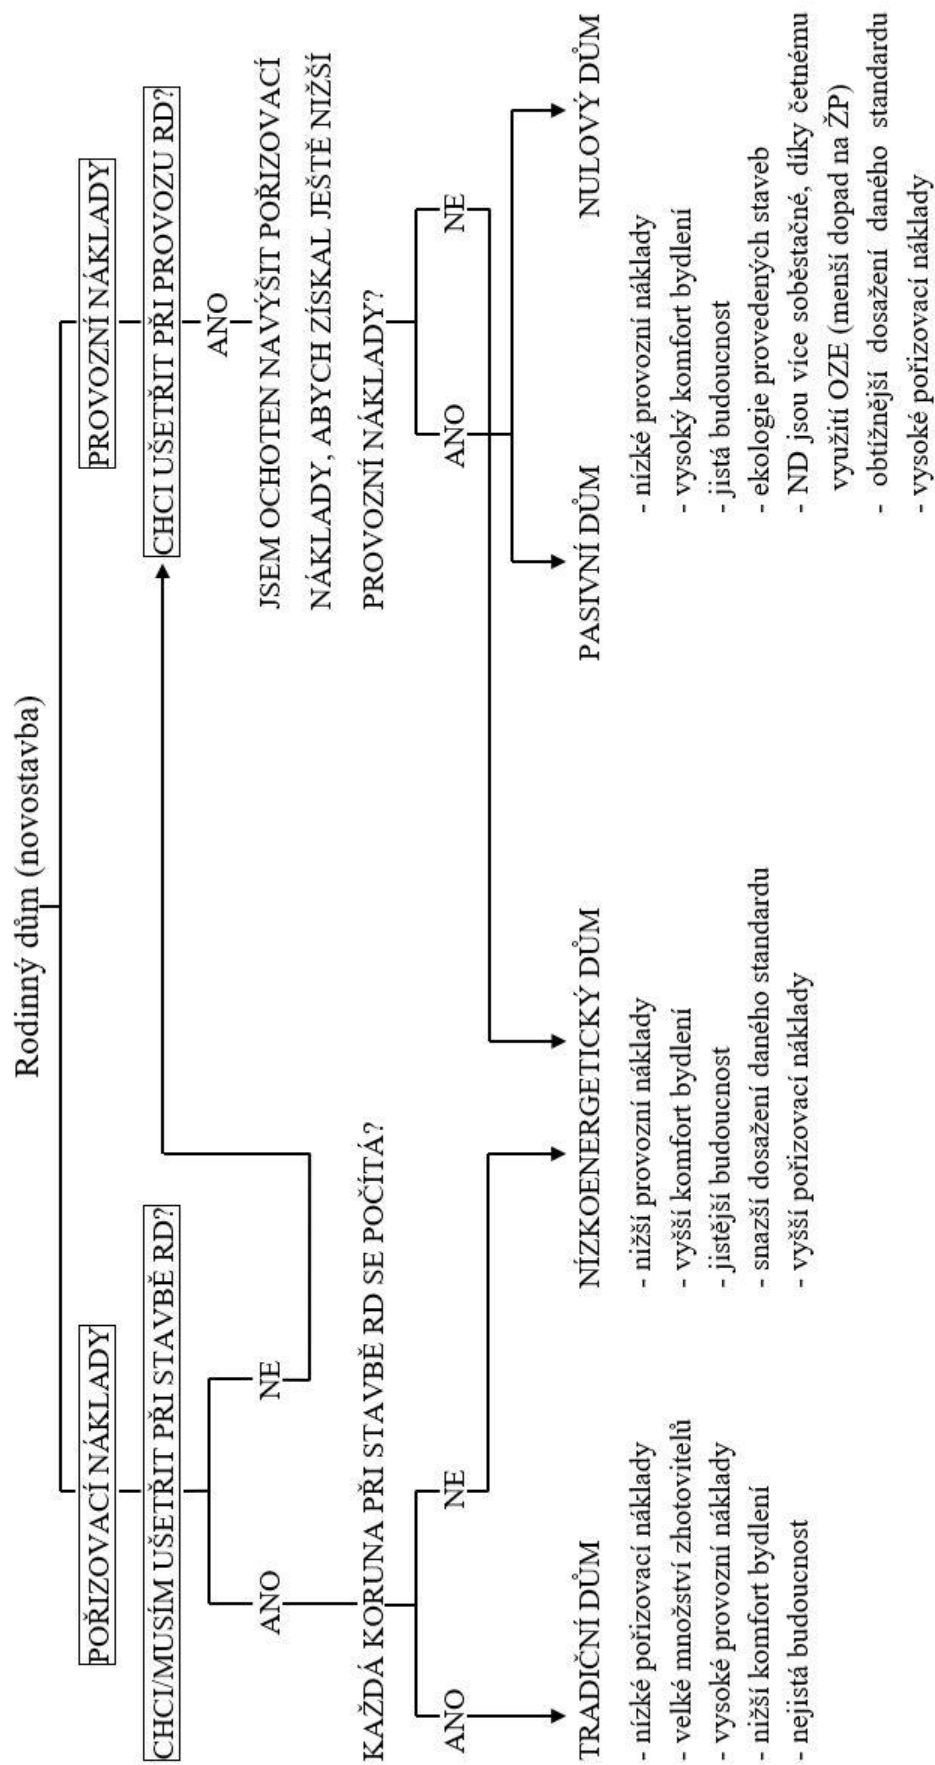 Rodinný dům (novostavba)
POŘIZOVACÍ NÁKLADY
PROVOZNÍ NÁKLADY
CHCI/MUSÍM UŠETŘIT PŘI STAVBĚ RD?
CHCI UŠETŘIT PŘI PROVOZU RD?
ANO
NE
ANO
KAŽDÁ KORUNA PŘI STAVBĚ RD SE POČÍTÁ?
JSEM OCHOTEN NAVÝŠIT POŘIZOVACÍ
NÁKLADY, ABYCH ZÍSKAL JEŠTĚ NIŽŠÍ
PROVOZNÍ NÁKLADY?
ANO
NE
ANO
NE
TRADIČNÍ DŮM
- nízké pořizovací náklady
- velké množství zhotovitelů
- vysoké provozní náklady
- nižší komfort bydlení
- nejistá budoucnost
NÍZKOENERGETICKÝ DŮM
- nižší provozní náklady
- vyšší komfort bydlení
- jistější budoucnost
- snazší dosažení daného standardu
- vyšší pořizovací náklady
PASIVNÍ DŮM
NULOVÝ DŮM
- nízké provozní náklady
- vysoký komfort bydlení
- jistá budoucnost
- ekologie provedených staveb
- ND jsou více soběstačné, díky četnému
využití OZE (menší dopad na ŽP)
- obtížnější dosažení daného standardu
- vysoké pořizovací náklady